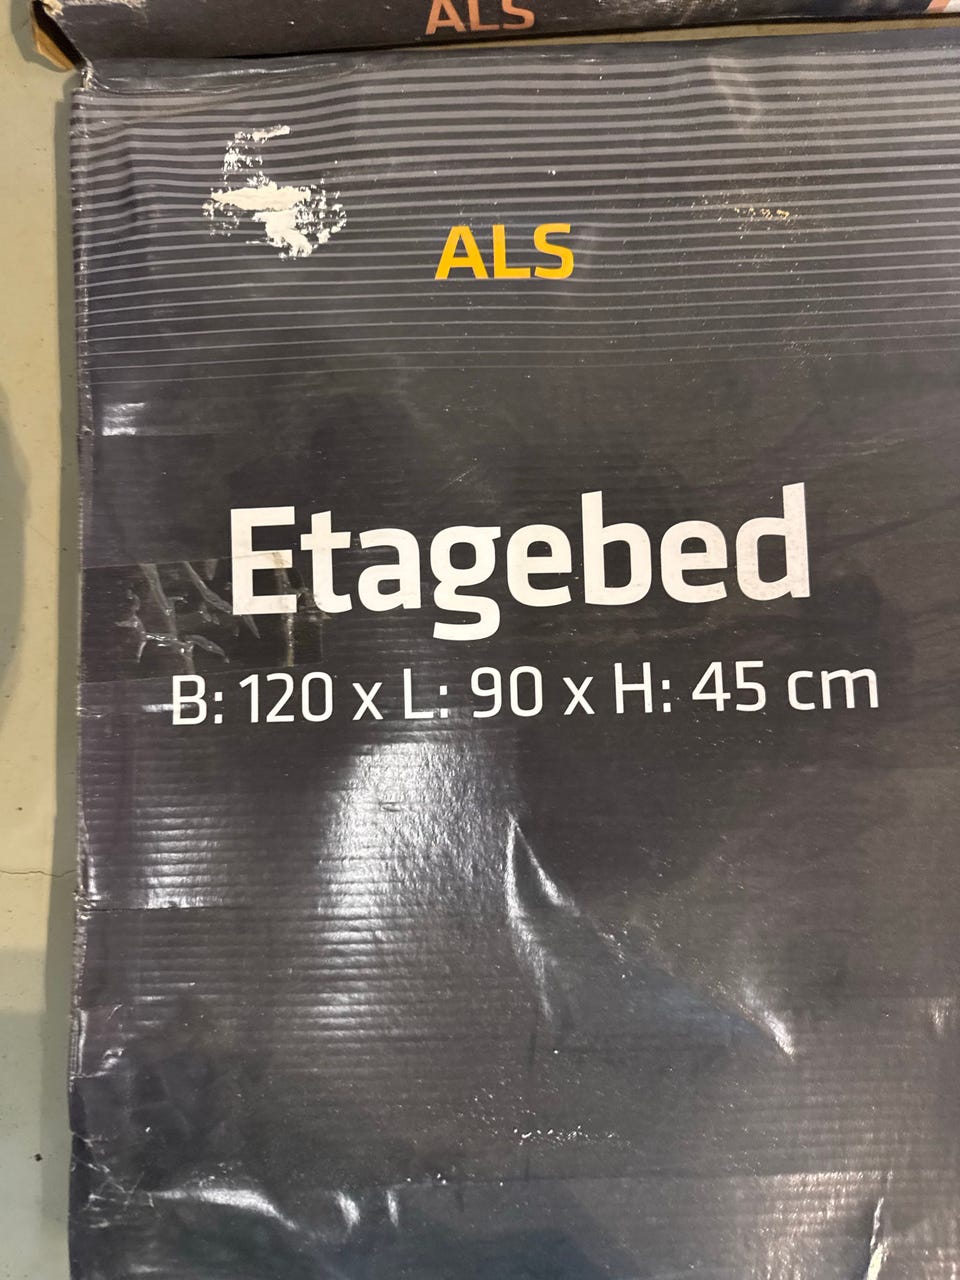 ALS
ALS
Etagebed
B: 120 x L: 90 x H: 45 cm